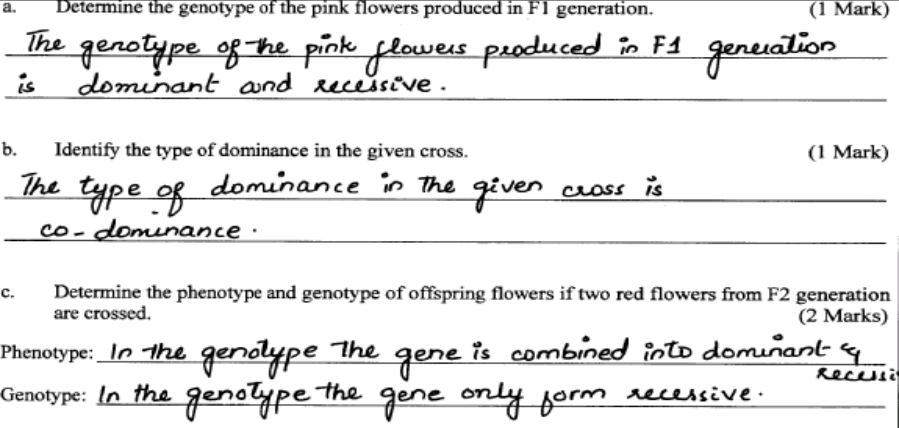 a. Determine the genotype of the pink flowers produced in F1 generation. (1 Mark)
The genotype of the pink flowers produced in F1 generation
is dominant and recessive.
b. Identify the type of dominance in the given cross. (1 Mark)
The type of dominance in the given cross is
co-dominance.
c. Determine the phenotype and genotype of offspring flowers if two red flowers from F2 generation
are crossed. (2 Marks)
Phenotype: In the genotype the gene is combined into dominant &
recessi
Genotype: In the genotype the gene only form recessive.